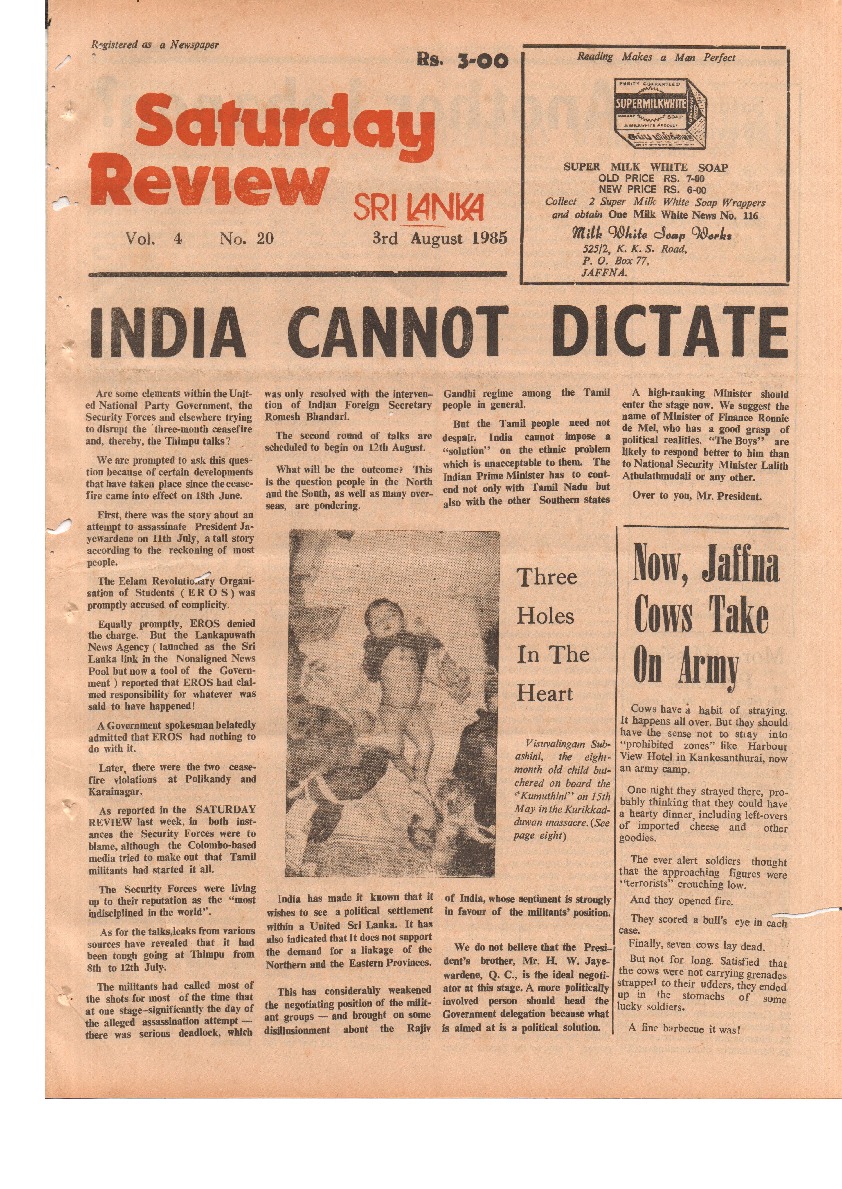 Registered as a Newspaper
Rs. 3-00
Saturday
Review
SRI LANKA
Vol. 4 No. 20 3rd August 1985
Reading Makes a Man Perfect
PURITY GUARANTEED
SUPERMILKWHITE
SOAP
SUPER MILK WHITE SOAP
OLD PRICE RS. 7-00
NEW PRICE RS. 6-00
Collect 2 Super Milk White Soap Wrappers
and obtain One Milk White News No. 116
Milk White Soap Works
525/2, K. K. S. Road,
P. O. Box 77,
JAFFNA.
INDIA CANNOT DICTATE
Are some elements within the Unit-
ed National Party Government, the
Security Forces and elsewhere trying
to disrupt the three-month ceasefire
and, thereby, the Thimpu talks?
We are prompted to ask this ques-
tion because of certain developments
that have taken place since the cease-
fire came into effect on 18th June.
First, there was the story about an
attempt to assassinate President Ja-
yewardene on 11th July, a tall story
according to the reckoning of most
people.
The Eelam Revolutionary Organi-
sation of Students ( E R O S ) was
promptly accused of complicity.
Equally promptly, EROS denied
the charge. But the Lankapuwath
News Agency ( launched as the Sri
Lanka link in the Nonaligned News
Pool but now a tool of the Govern-
ment ) reported that EROS had clai-
med responsibility for whatever was
said to have happened!
A Government spokesman belatedly
admitted that EROS had nothing to
do with it.
Later, there were the two cease-
fire violations at Polikandy and
Karainagar.
As reported in the SATURDAY
REVIEW last week, in both inst-
ances the Security Forces were to
blame, although the Colombo-based
media tried to make out that Tamil
militants had started it all.
The Security Forces were living
up to their reputation as the "most
indisciplined in the world".
As for the talks,leaks from various
sources have revealed that it had
been tough going at Thimpu from
8th to 12th July.
The militants had called most of
the shots for most of the time that
at one stage–significantly the day of
the alleged assassination attempt —
there was serious deadlock, which
was only resolved with the interven-
tion of Indian Foreign Secretary
Romesh Bhandari.
The second round of talks are
scheduled to begin on 12th August.
What will be the outcome? This
is the question people in the North
and the South, as well as many over-
seas, are pondering.
India has made it known that it
wishes to see a political settlement
within a United Sri Lanka. It has
also indicated that it does not support
the demand for a linkage of the
Northern and the Eastern Provinces.
This has considerably weakened
the negotiating position of the milit-
ant groups — and brought on some
disillusionment about the Rajiv
Gandhi regime among the Tamil
people in general.
But the Tamil people need not
despair. India cannot impose a
"solution" on the ethnic problem
which is unacceptable to them. The
Indian Prime Minister has to cont-
end not only with Tamil Nadu but
also with the other Southern states
of India, whose sentiment is strongly
in favour of the militants' position.
We do not believe that the Presi-
dent's brother, Mr. H. W. Jaye-
wardene, Q. C., is the ideal negoti-
ator at this stage. A more politically
involved person should head the
Government delegation because what
is aimed at is a political solution.
A high-ranking Minister should
enter the stage now. We suggest the
name of Minister of Finance Ronnie
de Mel, who has a good grasp of
political realities. "The Boys" are
likely to respond better to him than
to National Security Minister Lalith
Athulathmudali or any other.
Over to you, Mr. President.
Three
Holes
In The
Heart
Visuvalingam Sub-
ashini, the eight-
month old child but-
chered on board the
"Kumuthini" on 15th
May in the Kurikkad-
duwan massacre. (See
page eight)
Now, Jaffna
Cows Take
On Army
Cows have a habit of straying.
It happens all over. But they should
have the sense not to stray into
"prohibited zones" like Harbour
View Hotel in Kankesanthurai, now
an army camp.
One night they strayed there, pro-
bably thinking that they could have
a hearty dinner, including left-overs
of imported cheese and other
goodies.
The ever alert soldiers thought
that the approaching figures were
"terrorists" crouching low.
And they opened fire.
They scored a bull's eye in each
case.
Finally, seven cows lay dead.
But not for long. Satisfied that
the cows were not carrying grenades
strapped to their udders, they ended
up in the stomachs of some
lucky soldiers.
A fine barbecue it was!